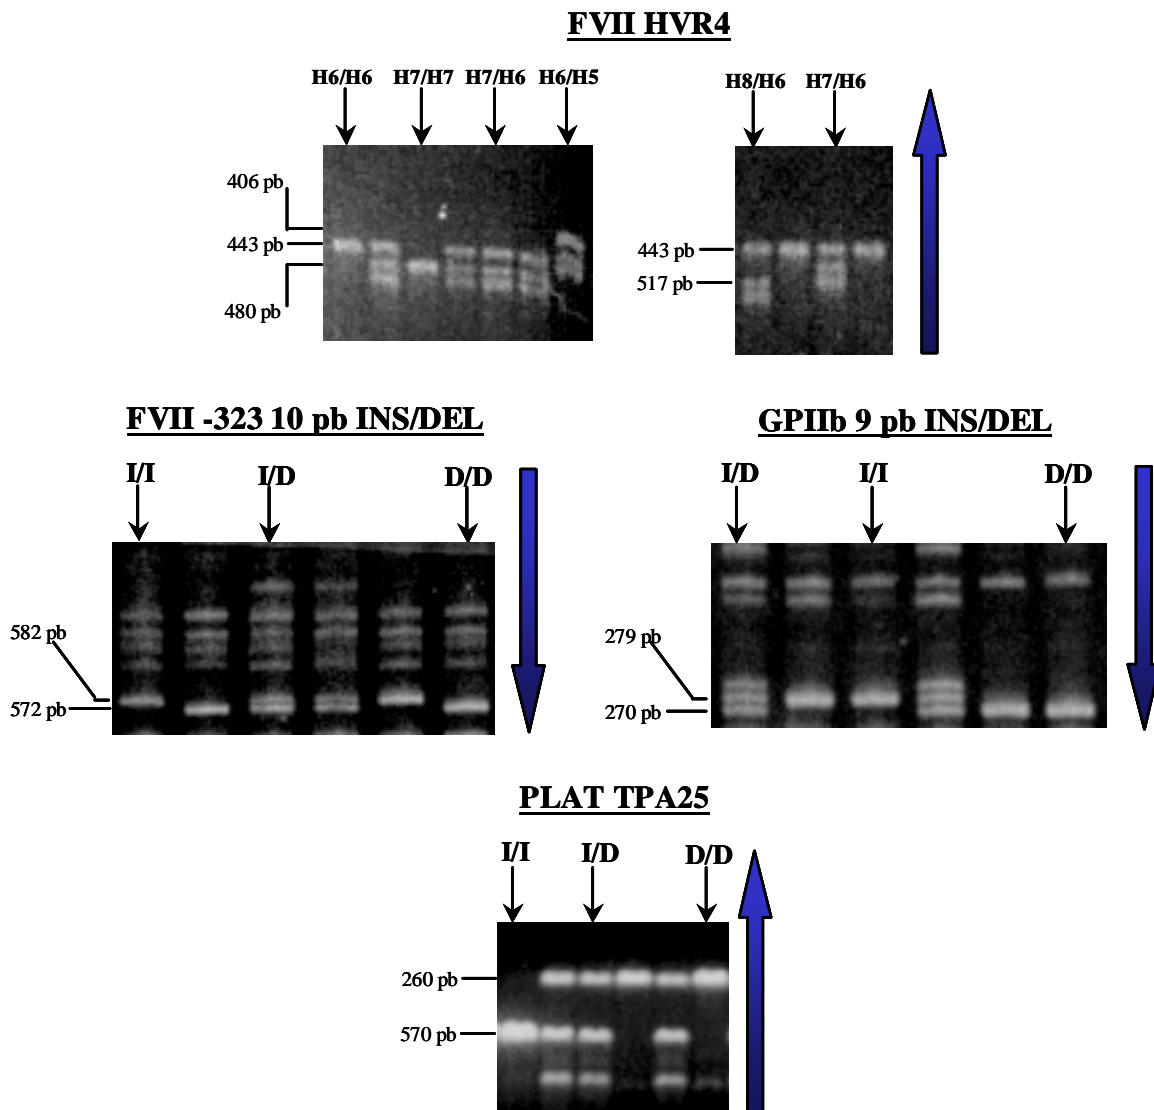 FVII HVR4
H6/H6 H7/H7 H7/H6 H6/H5
H8/H6 H7/H6
406 pb
443 pb
480 pb
443 pb
517 pb
FVII -323 10 pb INS/DEL
I/I I/D D/D
582 pb
572 pb
GPIIb 9 pb INS/DEL
I/D I/I D/D
279 pb
270 pb
PLAT TPA25
I/I I/D D/D
260 pb
570 pb